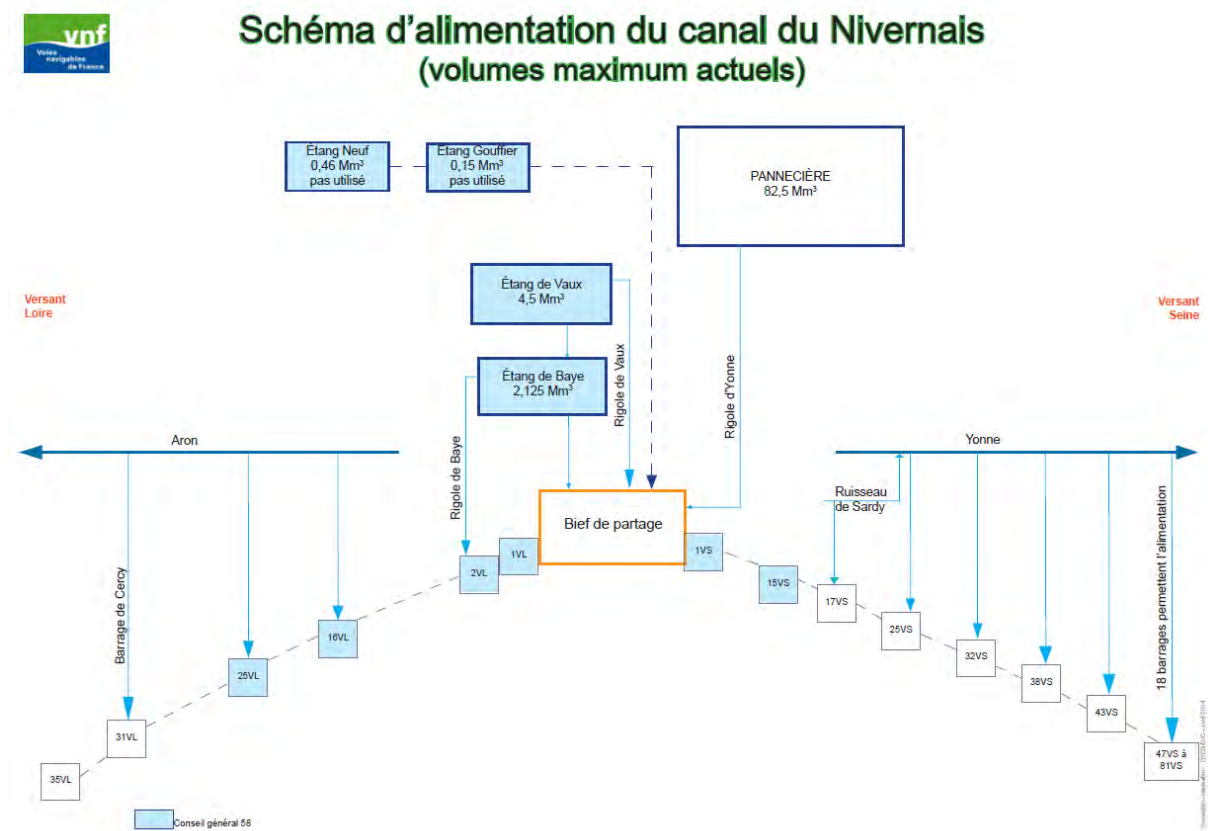 vnf
Voies
navigables
de France
Schéma d'alimentation du canal du Nivernais
(volumes maximum actuels)
Étang Neuf
0,46 Mm³
pas utilisé
Etang Gouffier
0,15 Mm³
pas utilisé
PANNECIÈRE
82,5 Mm³
Étang de Vaux
4,5 Mm³
Versant
Loire
Versant
Seine
Étang de Baye
2,125 Mm³
Rigole de Vaux
Rigole d'Yonne
Rigole de Baye
Aron
Yonne
Ruisseau
de Sardy
Bief de partage
Barrage de Cercy
18 barrages permettent l'alimentation
1VL
2VL
16VL
25VL
31VL
35VL
1VS
15VS
17VS
25VS
32VS
38VS
43VS
47VS à
81VS
Conseil général 58